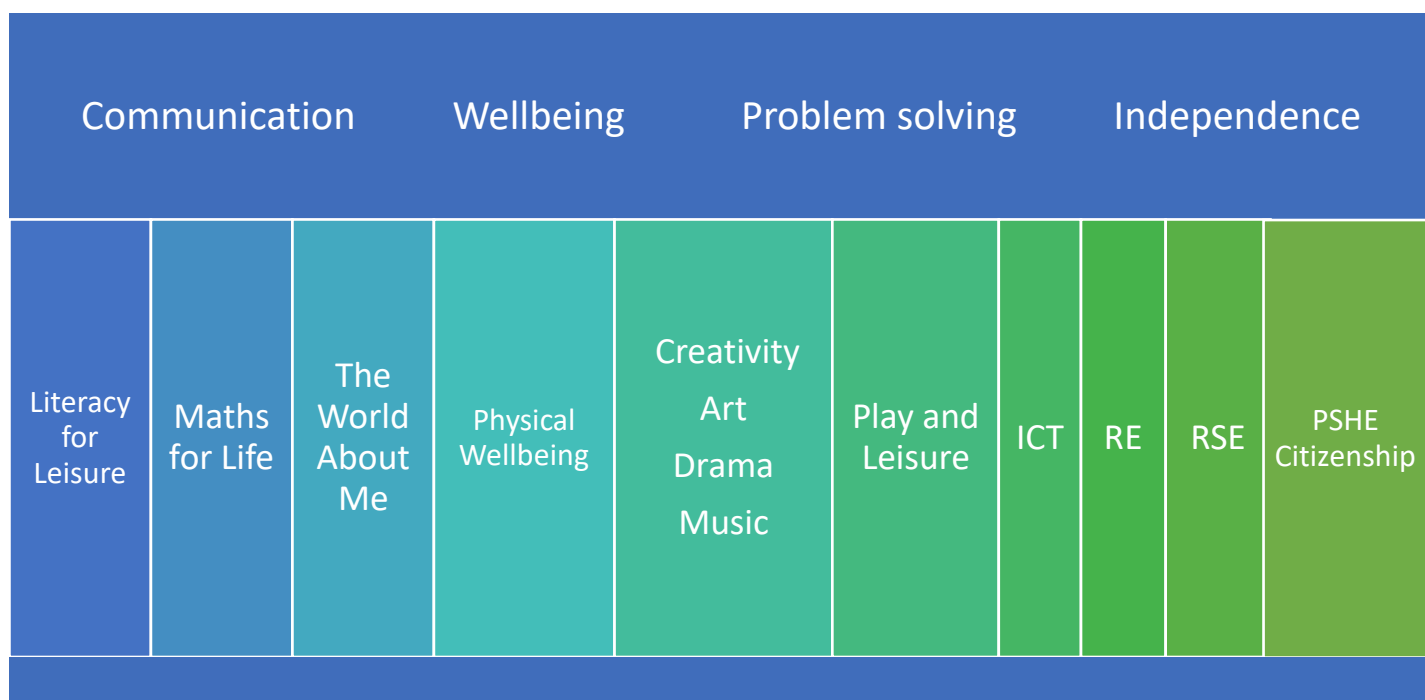 Communication Wellbeing Problem solving Independence
Literacy
for
Leisure
Maths
for Life
The
World
About
Me
Physical
Wellbeing
Creativity
Art
Drama
Music
Play and
Leisure
ICT
RE
RSE
PSHE
Citizenship